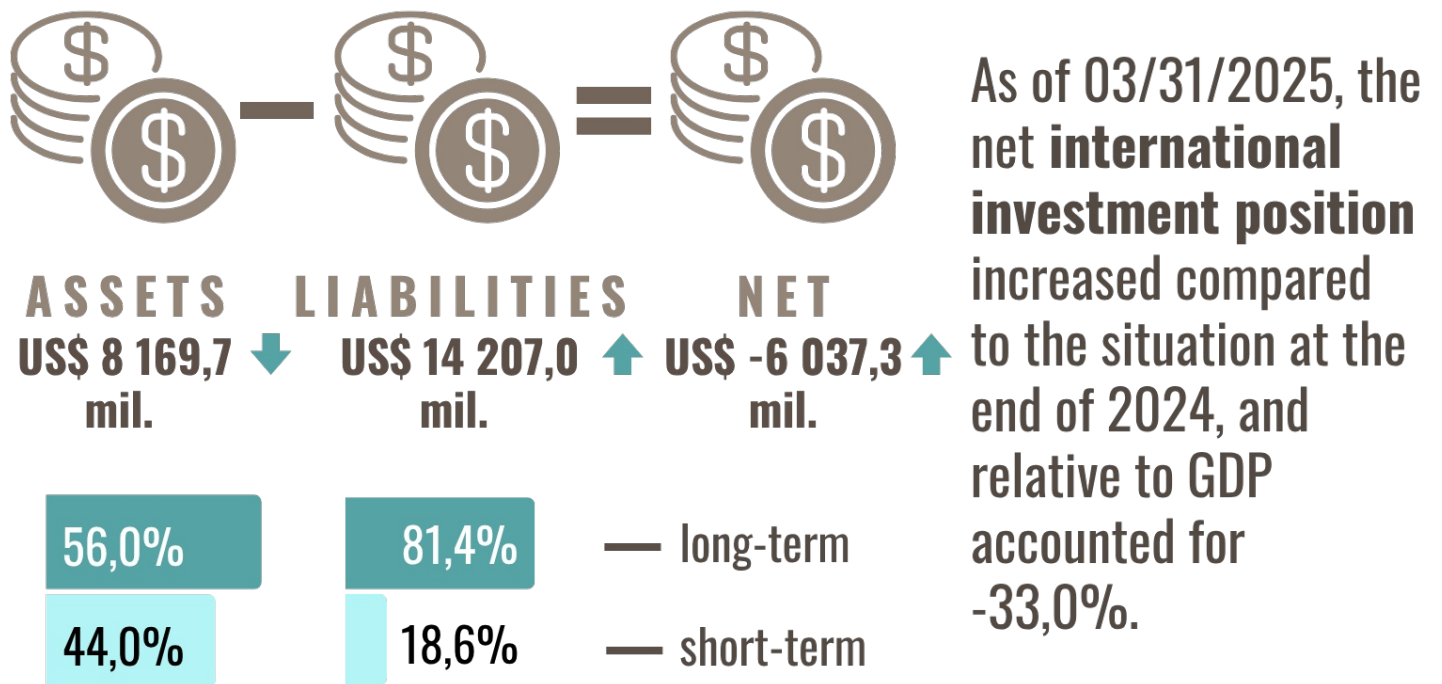 $ $ $ $ $ $
ASSETS
US$ 8 169,7
mil.
LIABILITIES
US$ 14 207,0
mil.
NET
US$ -6 037,3
mil.
56,0%
44,0%
81,4%
18,6%
long-term
short-term
As of 03/31/2025, the
net international
investment position
increased compared
to the situation at the
end of 2024, and
relative to GDP
accounted for
-33,0%.